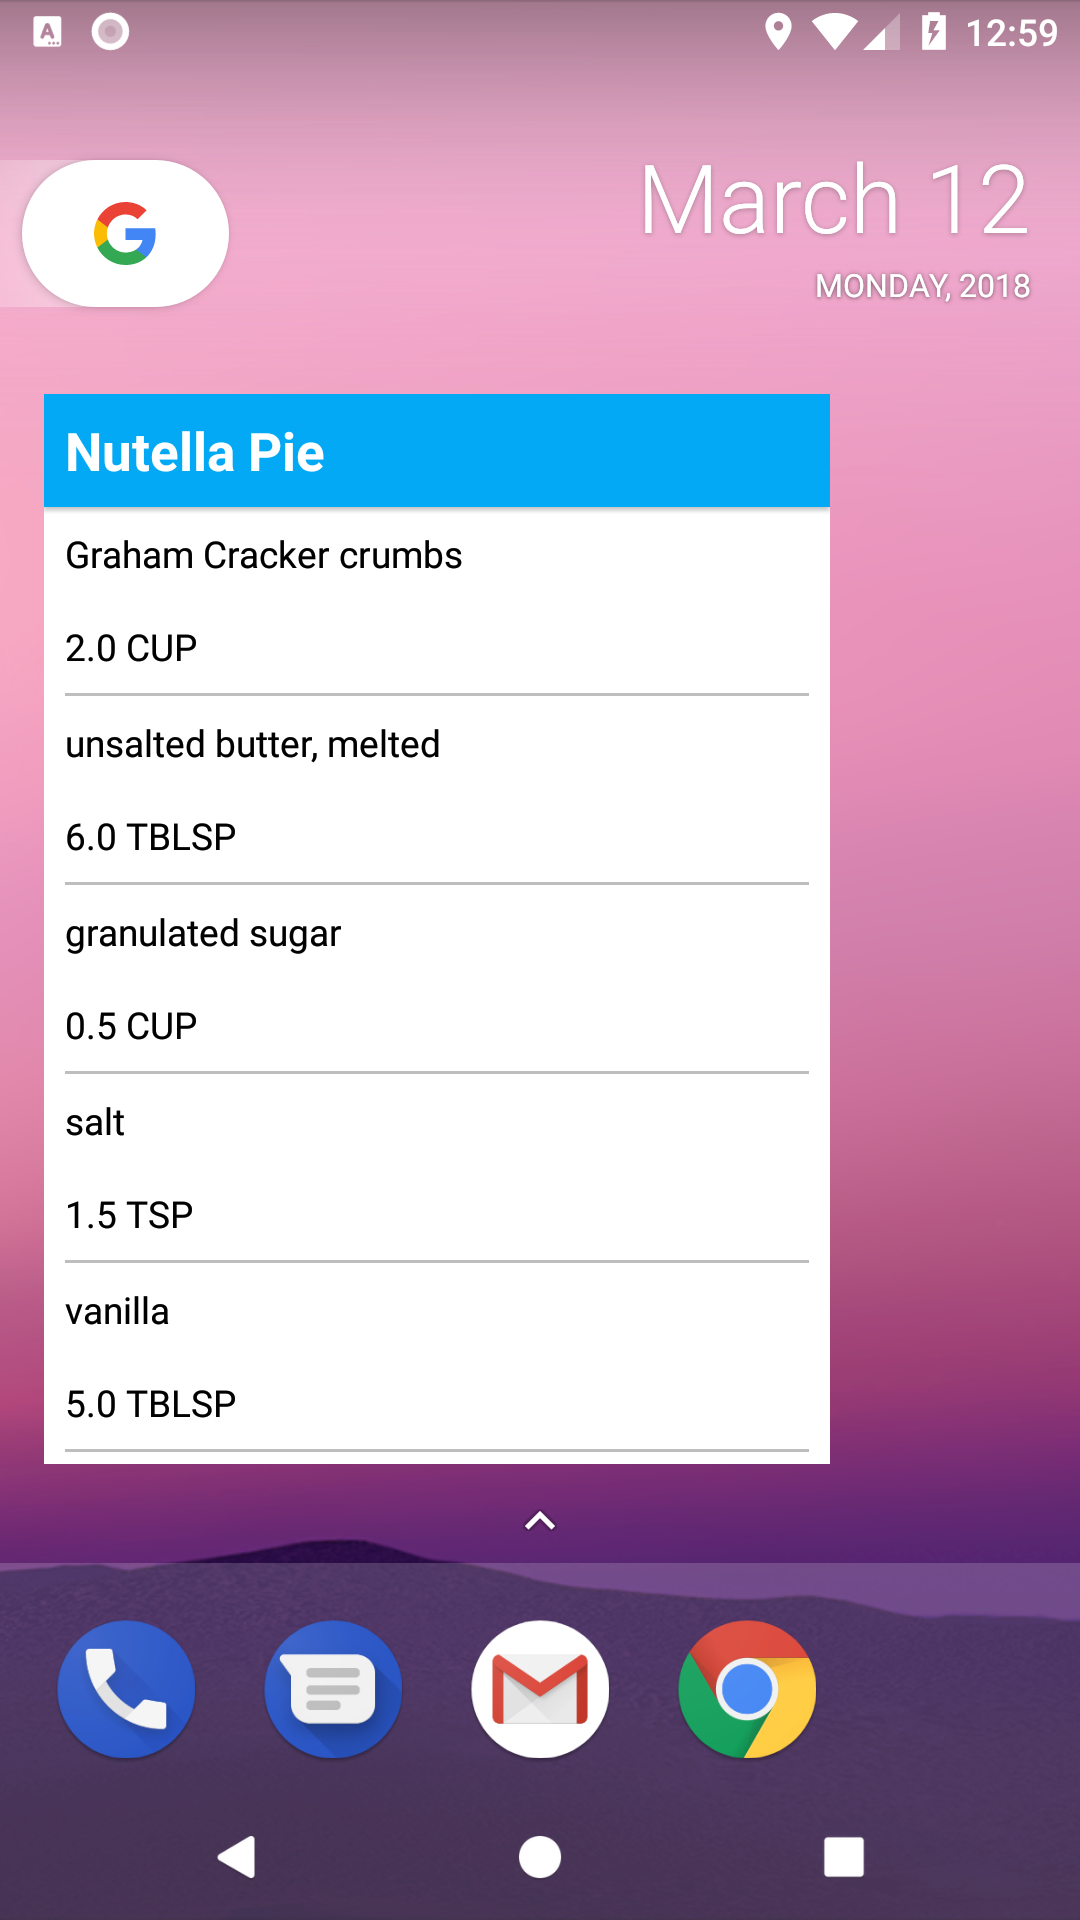 12:59
March 12
MONDAY, 2018
Nutella Pie
Graham Cracker crumbs
2.0 CUP
unsalted butter, melted
6.0 TBLSP
granulated sugar
0.5 CUP
salt
1.5 TSP
vanilla
5.0 TBLSP